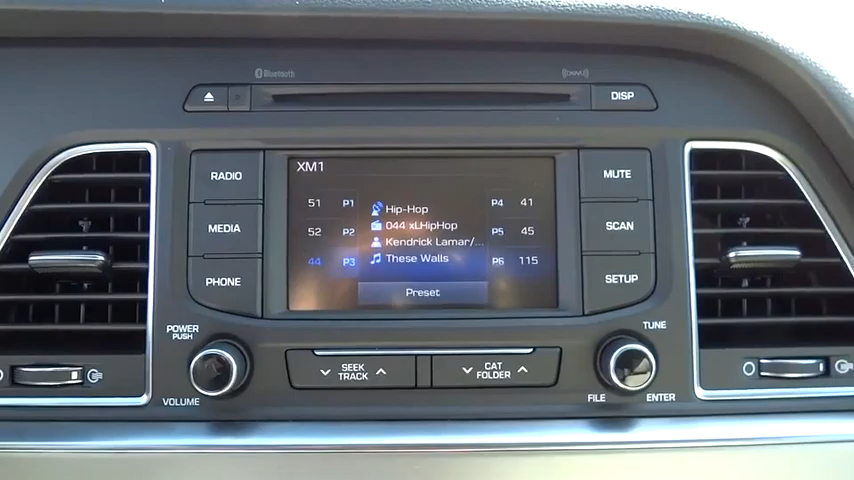 Bluetooth
((XM))
DISP
RADIO
MEDIA
PHONE
XM1
51 P1
52 P2
44 P3
Hip-Hop
044 xLHipHop
Kendrick Lamar/...
These Walls
P4 41
P5 45
P6 115
Preset
MUTE
SCAN
SETUP
POWER
PUSH
VOLUME
SEEK
TRACK
CAT
FOLDER
TUNE
FILE
ENTER